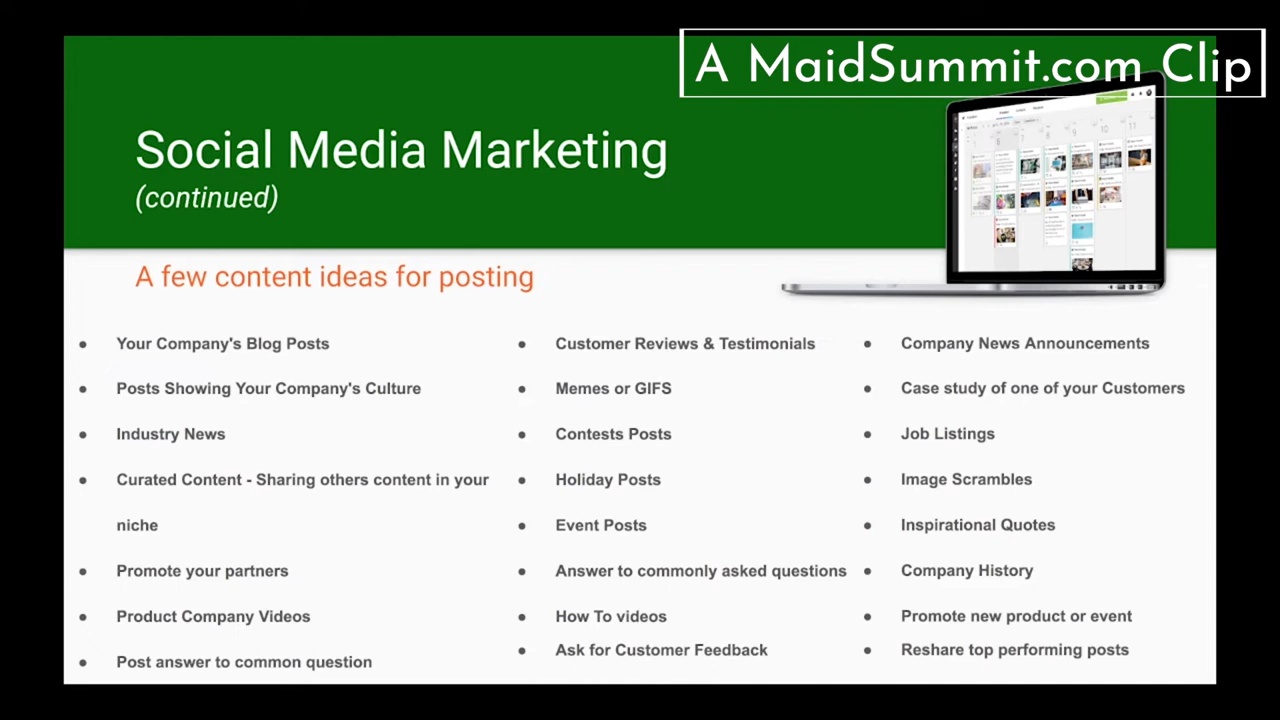 A MaidSummit.com Clip
Social Media Marketing
(continued)
A few content ideas for posting
● Your Company's Blog Posts
● Posts Showing Your Company's Culture
● Industry News
● Curated Content - Sharing others content in your
niche
● Promote your partners
● Product Company Videos
● Post answer to common question
● Customer Reviews & Testimonials
● Memes or GIFS
● Contests Posts
● Holiday Posts
● Event Posts
● Answer to commonly asked questions
● How To videos
● Ask for Customer Feedback
● Company News Announcements
● Case study of one of your Customers
● Job Listings
● Image Scrambles
● Inspirational Quotes
● Company History
● Promote new product or event
● Reshare top performing posts